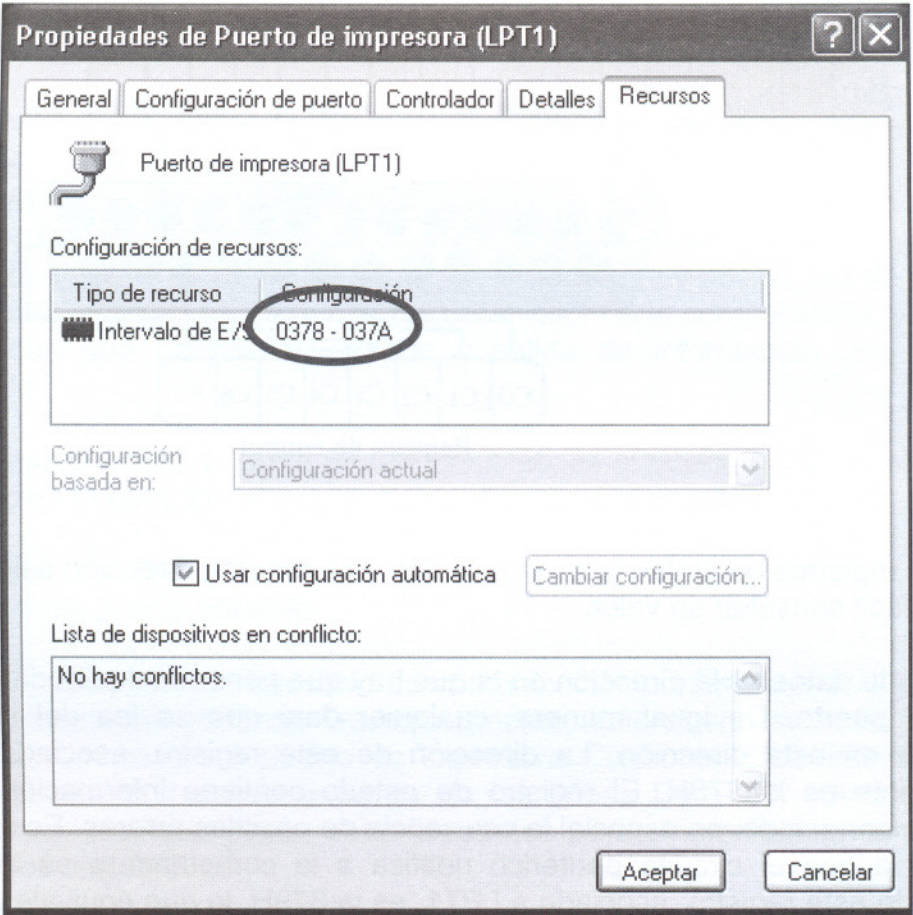 Propiedades de Puerto de impresora (LPT1)
General Configuración de puerto Controlador Detalles Recursos
Puerto de impresora (LPT1)
Configuración de recursos:
Tipo de recurso Configuración
Intervalo de E/ 0378 - 037A
Configuración
basada en:
Configuración actual
Usar configuración automática Cambiar configuración...
Lista de dispositivos en conflicto:
No hay conflictos.
Aceptar Cancelar